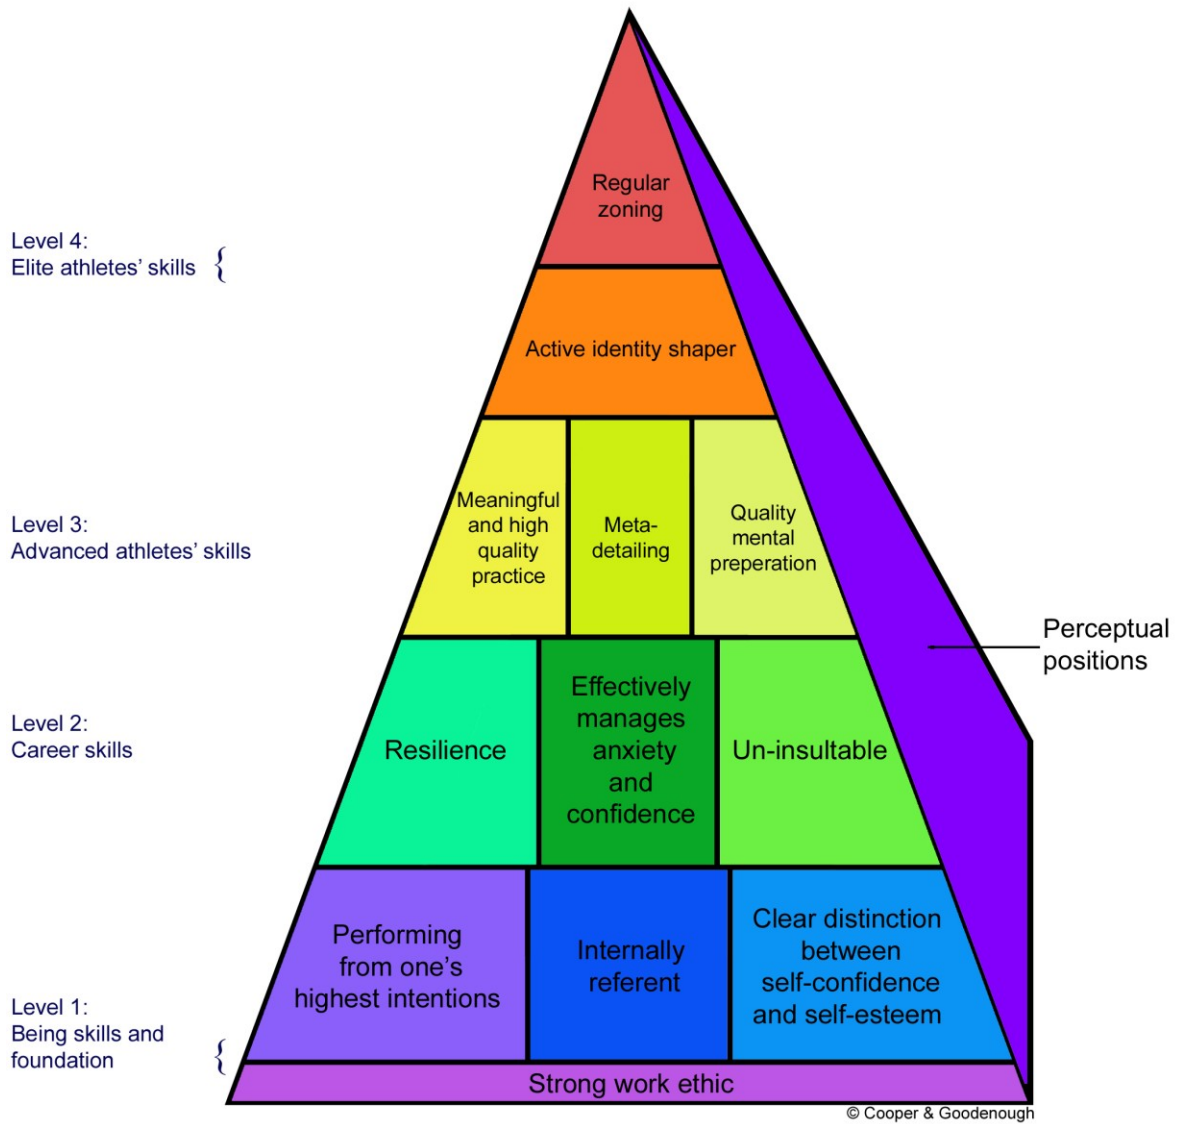 Regular
zoning
Level 4:
Elite athletes' skills {
Active identity shaper
Level 3:
Advanced athletes' skills
Meaningful
and high
quality
practice
Meta-
detailing
Quality
mental
preperation
Perceptual
positions
Level 2:
Career skills
Resilience
Effectively
manages
anxiety
and
confidence
Un-insultable
Level 1:
Being skills and
foundation {
Performing
from one's
highest intentions
Internally
referent
Clear distinction
between
self-confidence
and self-esteem
Strong work ethic
© Cooper & Goodenough